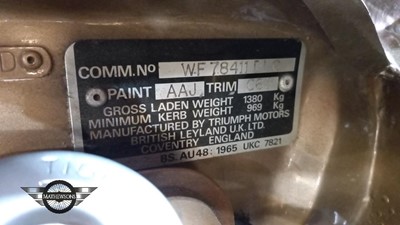 COMM.Nº WF78411
PAINT AAJ TRIM
GROSS LADEN WEIGHT 1380 Kg
MINIMUM KERB WEIGHT 969 Kg
MANUFACTURED BY TRIUMPH MOTORS
BRITISH LEYLAND U.K. LTD.
COVENTRY ENGLAND
BS. AU48: 1965 UKC 7821
MATHEWSONS